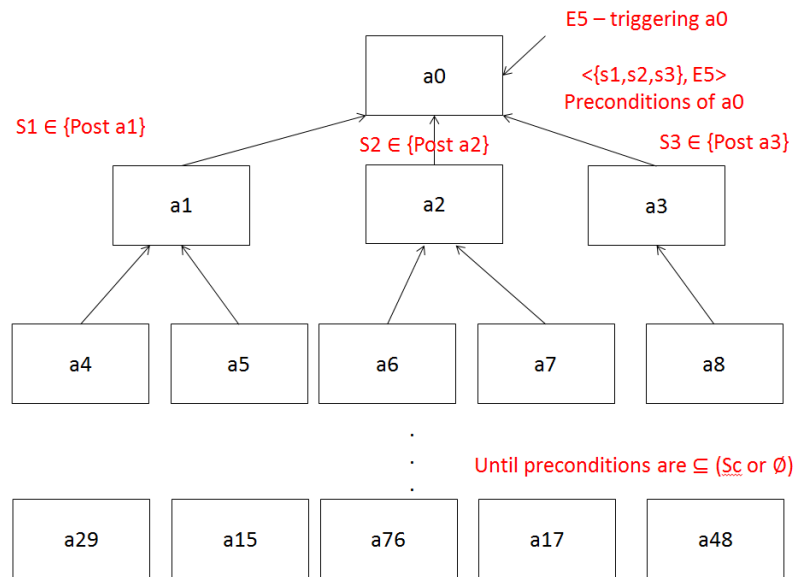 E5 – triggering a0
a0
<{s1,s2,s3}, E5>
Preconditions of a0
S1 ∈ {Post a1}
S2 ∈ {Post a2}
S3 ∈ {Post a3}
a1
a2
a3
a4
a5
a6
a7
a8
.
.
.
Until preconditions are ⊆ (Sc or Ø)
a29
a15
a76
a17
a48